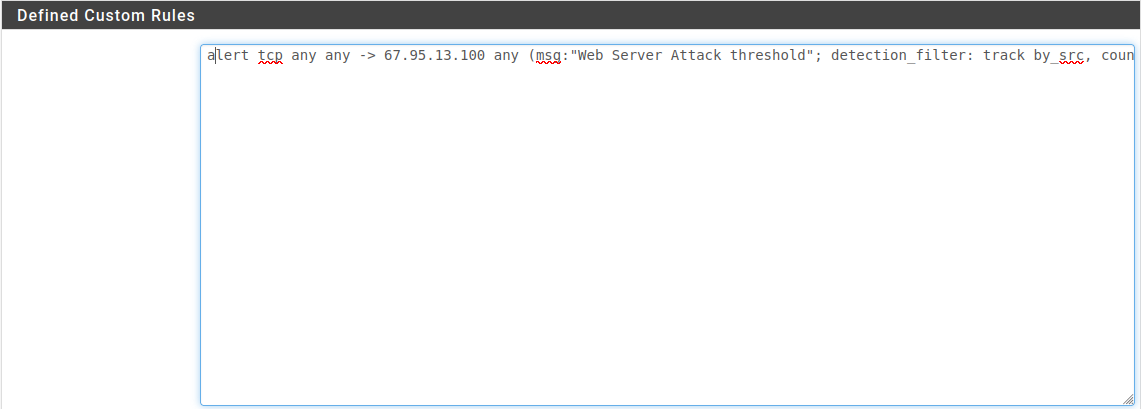 Defined Custom Rules
alert tcp any any -> 67.95.13.100 any (msg:"Web Server Attack threshold"; detection_filter: track by_src, coun